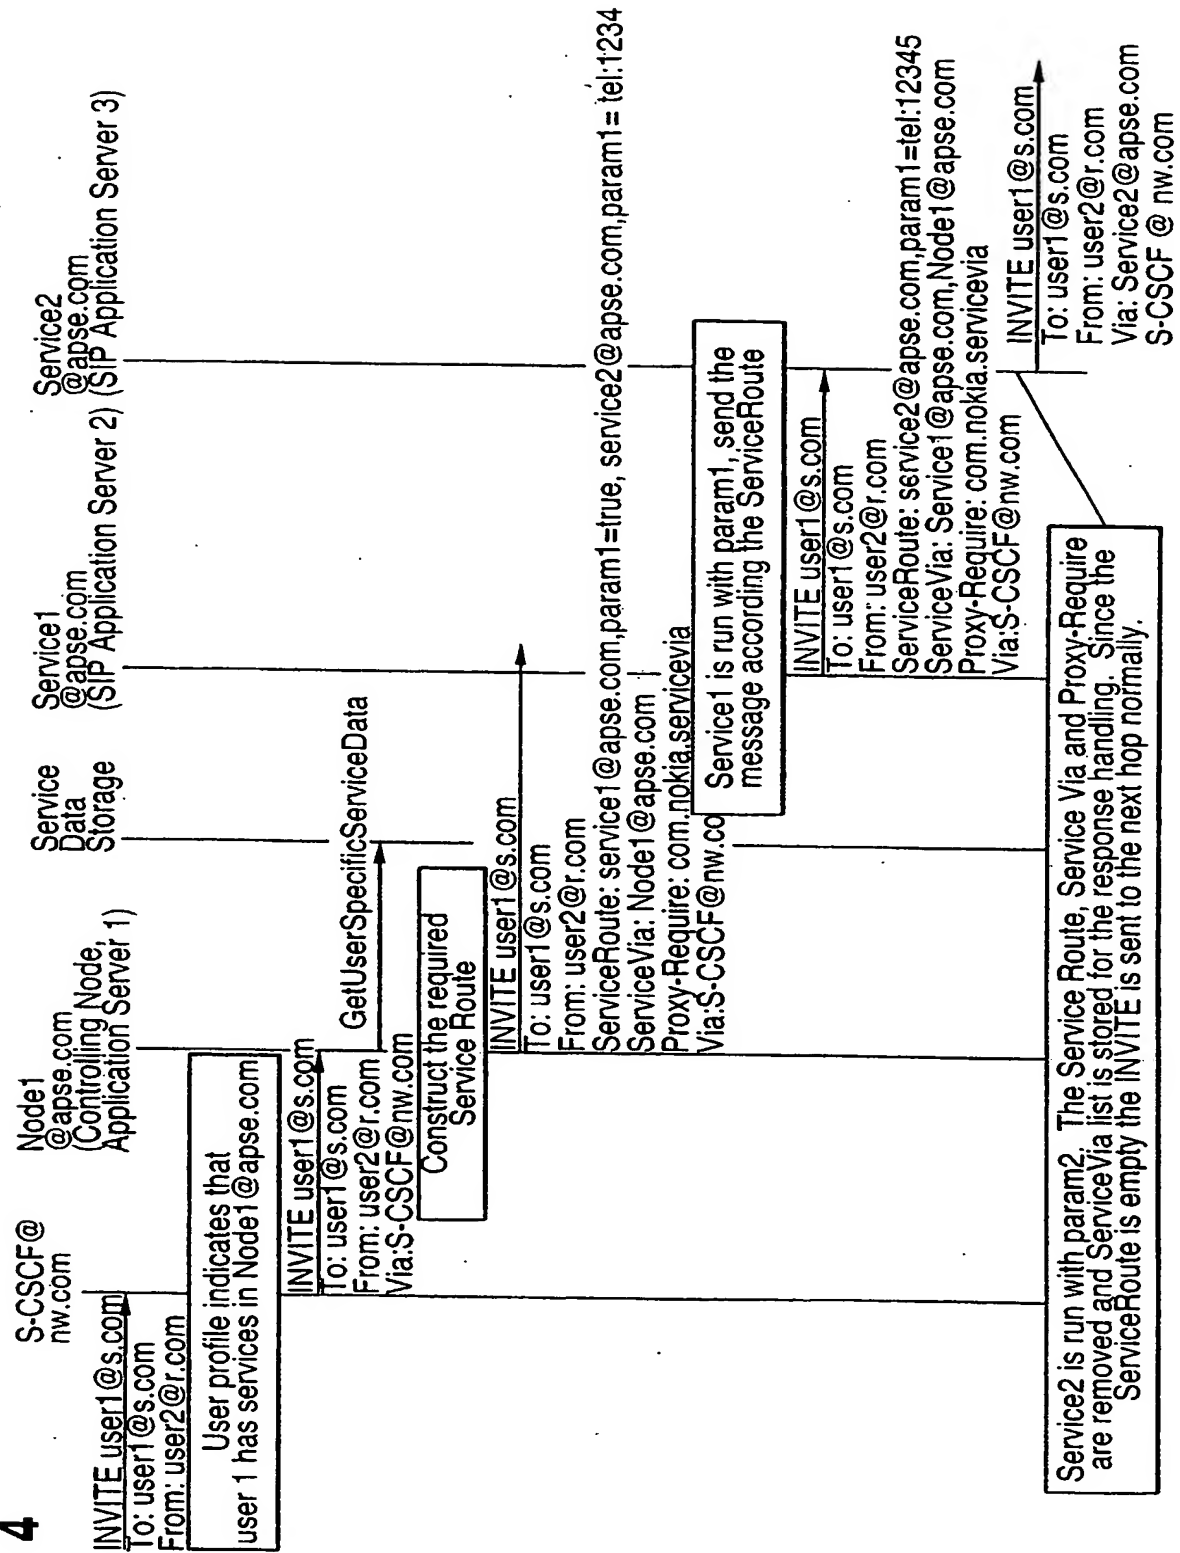 4
S-CSCF@
nw.com
Node1
@apse.com
(Controlling Node,
Application Server 1)
Service
Data
Storage
Service1
@apse.com
(SIP Application Server 2)
Service2
@apse.com
(SIP Application Server 3)
INVITE user1@s.com
To: user1@s.com
From: user2@r.com
User profile indicates that
user 1 has services in Node1@apse.com
INVITE user1@s.com
To: user1@s.com
From: user2@r.com
Via:S-CSCF@nw.com
GetUserSpecificServiceData
Construct the required
Service Route
INVITE user1@s.com
To: user1@s.com
From: user2@r.com
ServiceRoute: service1@apse.com,param1=true, service2@apse.com,param1= tel:1234
ServiceVia: Node1@apse.com
Proxy-Require: com.nokia.servicevia
Via:S-CSCF@nw.co
Service1 is run with param1, send the
message according the ServiceRoute
INVITE user1@s.com
To: user1@s.com
From: user2@r.com
ServiceRoute: service2@apse.com,param1=tel:12345
ServiceVia: Service1@apse.com,Node1@apse.com
Proxy-Require: com.nokia.servicevia
Via:S-CSCF@nw.com
INVITE user1@s.com
To: user1@s.com
From: user2@r.com
Via: Service2@apse.com
S-CSCF @ nw.com
Service2 is run with param2. The Service Route, Service Via and Proxy-Require
are removed and ServiceVia list is stored for the response handling. Since the
ServiceRoute is empty the INVITE is sent to the next hop normally.